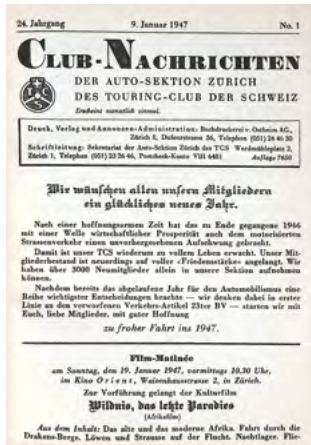 24. Jahrgang 9. Januar 1947 No. 1
CLUB-NACHRICHTEN
DER AUTO-SEKTION ZÜRICH
DES TOURING-CLUB DER SCHWEIZ
Erscheint monatlich einmal.
Druck, Verlag und Annoncen-Administration: Buchdruckerei v. Ostheim AG.,
Zürich 8, Dufourstrasse 36, Telephon (051) 24 46 30
Schriftleitung: Sekretariat der Auto-Sektion Zürich des TCS Werdmühleplatz 2,
Zürich 1, Telephon (051) 23 26 46, Postcheck-Konto VIII 6481 Auflage 7650
Wir wünschen allen unsern Mitgliedern
ein glückliches neues Jahr.
Nach einer hoffnungsarmen Zeit hat das zu Ende gegangene 1946
mit einer Welle wirtschaftlicher Prosperität auch dem motorisierten
Strassenverkehr einen unvorhergesehenen Aufschwung gebracht.
Damit ist unser TCS wiederum zu vollem Leben erwacht. Unser Mit-
gliederbestand ist neuerdings auf voller «Friedensstärke» angelangt. Wir
haben über 3000 Neumitglieder allein in unsere Sektion aufnehmen
können.
Nachdem bereits das abgelaufene Jahr für den Automobilismus eine
Reihe wichtigster Entscheidungen brachte — wir denken dabei in erster
Linie an den verworfenen Verkehrs-Artikel 23ter BV — starten wir mit
Euch, liebe Mitglieder, mit guter Hoffnung
zu froher Fahrt ins 1947.
Film-Matinée
am Sonntag, den 19. Januar 1947, vormittags 10.30 Uhr,
im Kino Orient, Waisenhausstrasse 2, in Zürich.
Zur Vorführung gelangt der Kulturfilm
Wildnis, das letzte Paradies
(Afrikafilm)
Aus dem Inhalt: Das alte und das moderne Afrika. Fahrt durch die
Drakens-Berge. Löwen und Strausse auf der Flucht. Nachtlager. Flie-